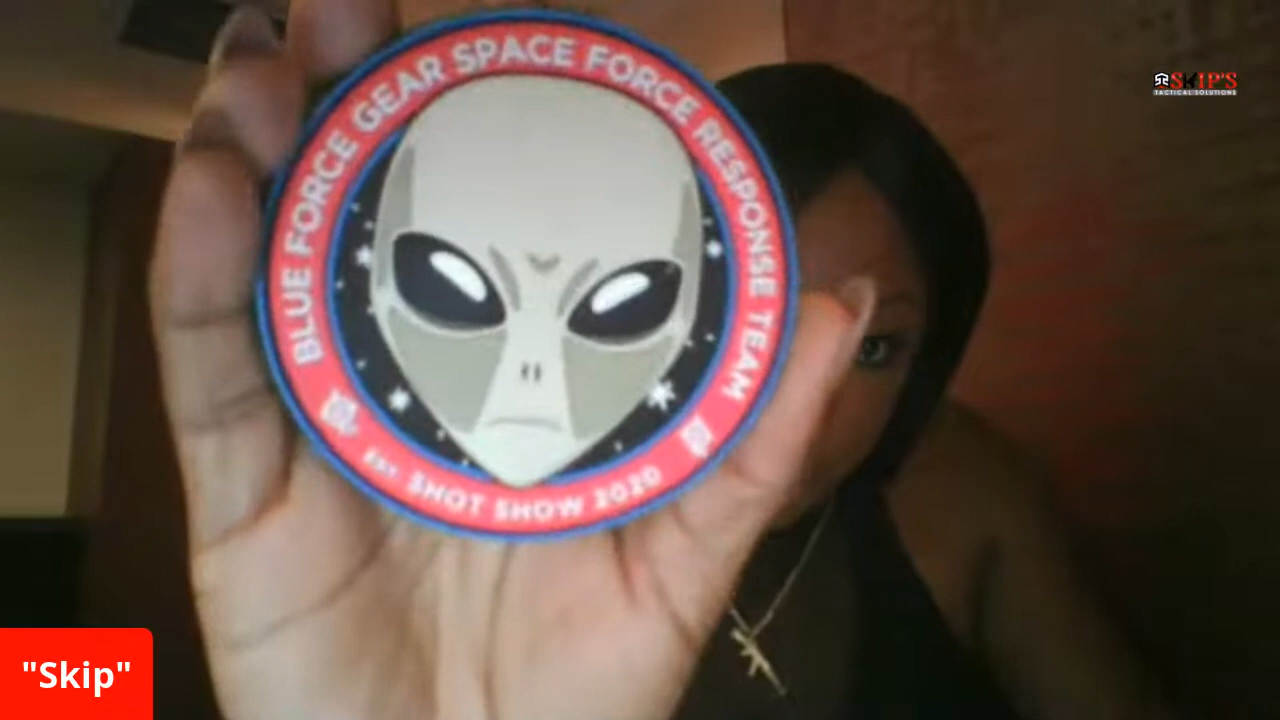 BLUE FORCE GEAR SPACE FORCE RESPONSE TEAM
EST. SHOT SHOW 2020
SKIP'S
TACTICAL SOLUTIONS
"Skip"